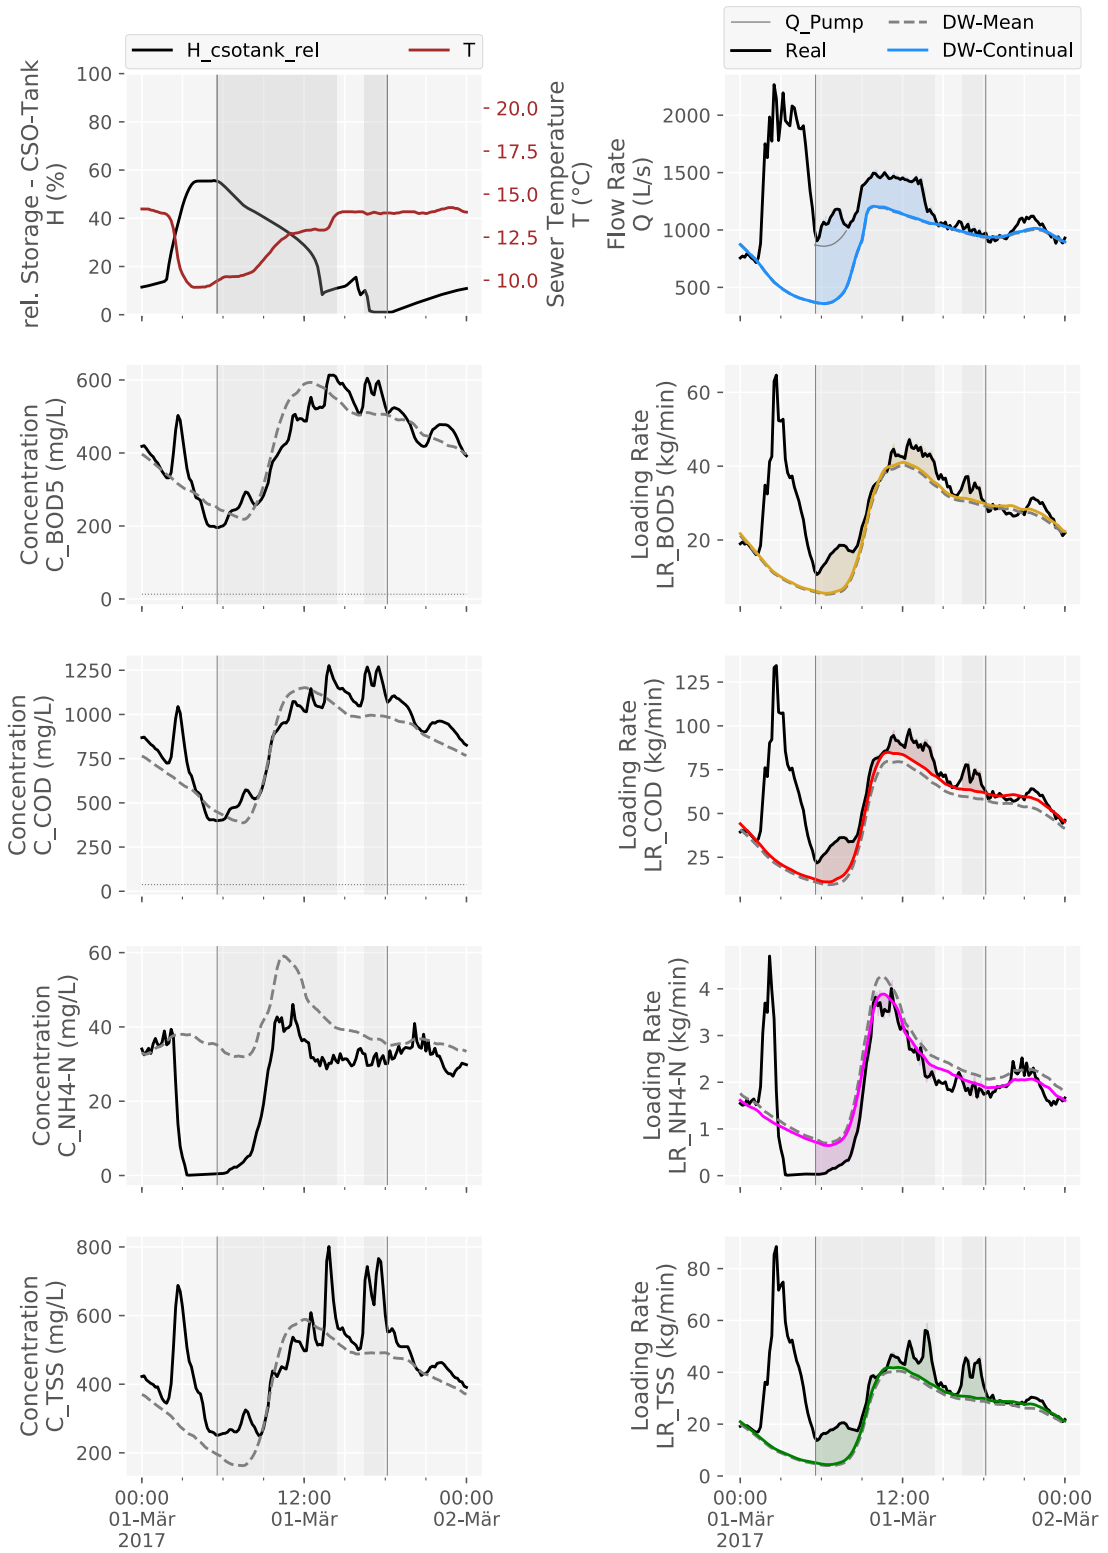 H_csotank_rel
T
Q_Pump
DW-Mean
Real
DW-Continual
rel. Storage - CSO-Tank
H (%)
100
80
60
40
20
0
20.0
17.5
15.0
12.5
10.0
Sewer Temperature
T (°C)
Flow Rate
Q (L/s)
2000
1500
1000
500
Concentration
C_BOD5 (mg/L)
600
400
200
0
Loading Rate
LR_BOD5 (kg/min)
60
40
20
Concentration
C_COD (mg/L)
1250
1000
750
500
250
0
Loading Rate
LR_COD (kg/min)
125
100
75
50
25
Concentration
C_NH4-N (mg/L)
60
40
20
0
Loading Rate
LR_NH4-N (kg/min)
4
3
2
1
0
Concentration
C_TSS (mg/L)
800
600
400
200
Loading Rate
LR_TSS (kg/min)
80
60
40
20
0
00:00
01-Mär
2017
12:00
01-Mär
00:00
02-Mär
00:00
01-Mär
2017
12:00
01-Mär
00:00
02-Mär